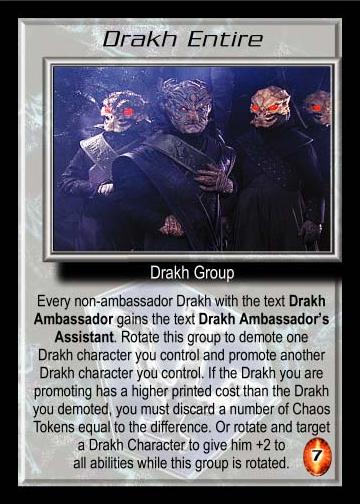 Drakh Entire
Drakh Group
Every non-ambassador Drakh with the text Drakh
Ambassador gains the text Drakh Ambassador's
Assistant. Rotate this group to demote one
Drakh character you control and promote another
Drakh character you control. If the Drakh you are
promoting has a higher printed cost than the Drakh
you demoted, you must discard a number of Chaos
Tokens equal to the difference. Or rotate and target
a Drakh Character to give him +2 to
all abilities while this group is rotated.
7